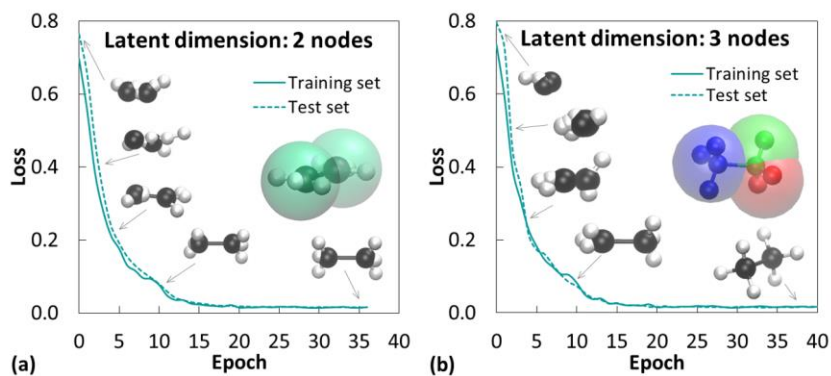 Latent dimension: 2 nodes
Training set
Test set
Loss
0.8
0.6
0.4
0.2
0.0
0 5 10 15 20 25 30 35 40
(a) Epoch
Latent dimension: 3 nodes
Training set
Test set
Loss
0.8
0.6
0.4
0.2
0.0
0 5 10 15 20 25 30 35 40
(b) Epoch